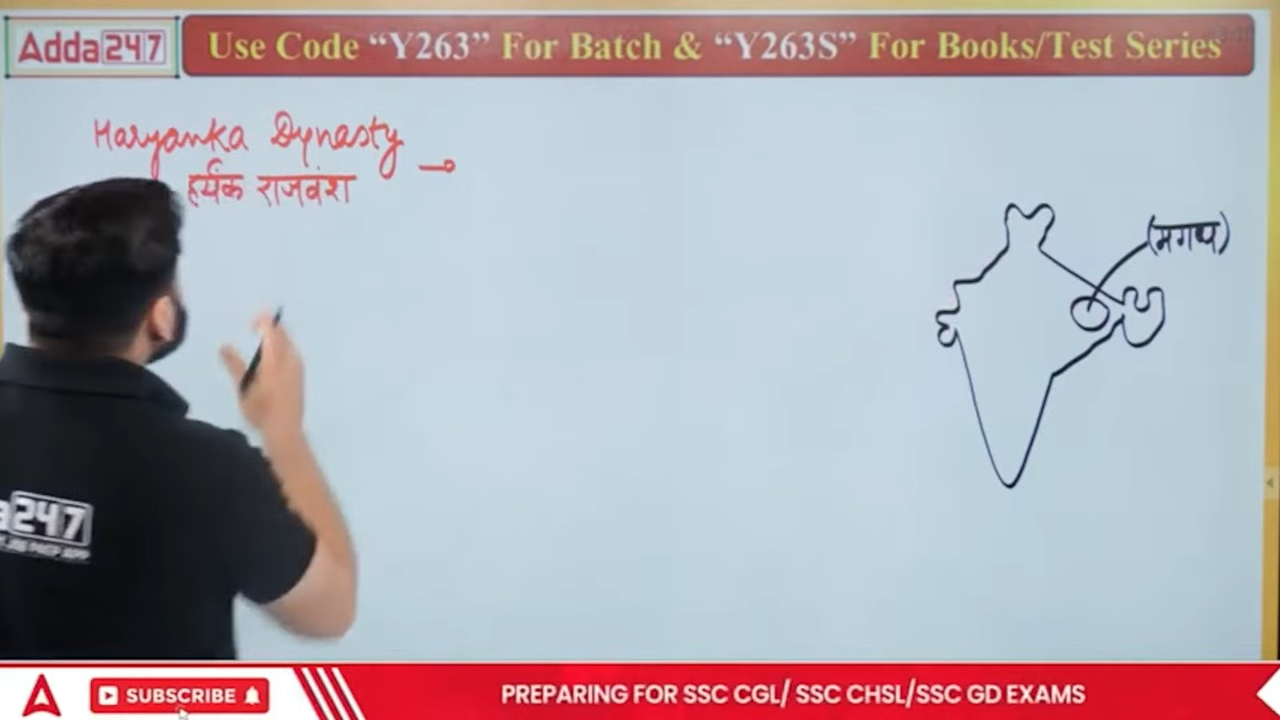 Adda247
Use Code “Y263” For Batch & “Y263S” For Books/Test Series
Haryanka Dynasty
हर्यंक राजवंश
(मगध)
a247
SUBSCRIBE
PREPARING FOR SSC CGL/ SSC CHSL/SSC GD EXAMS